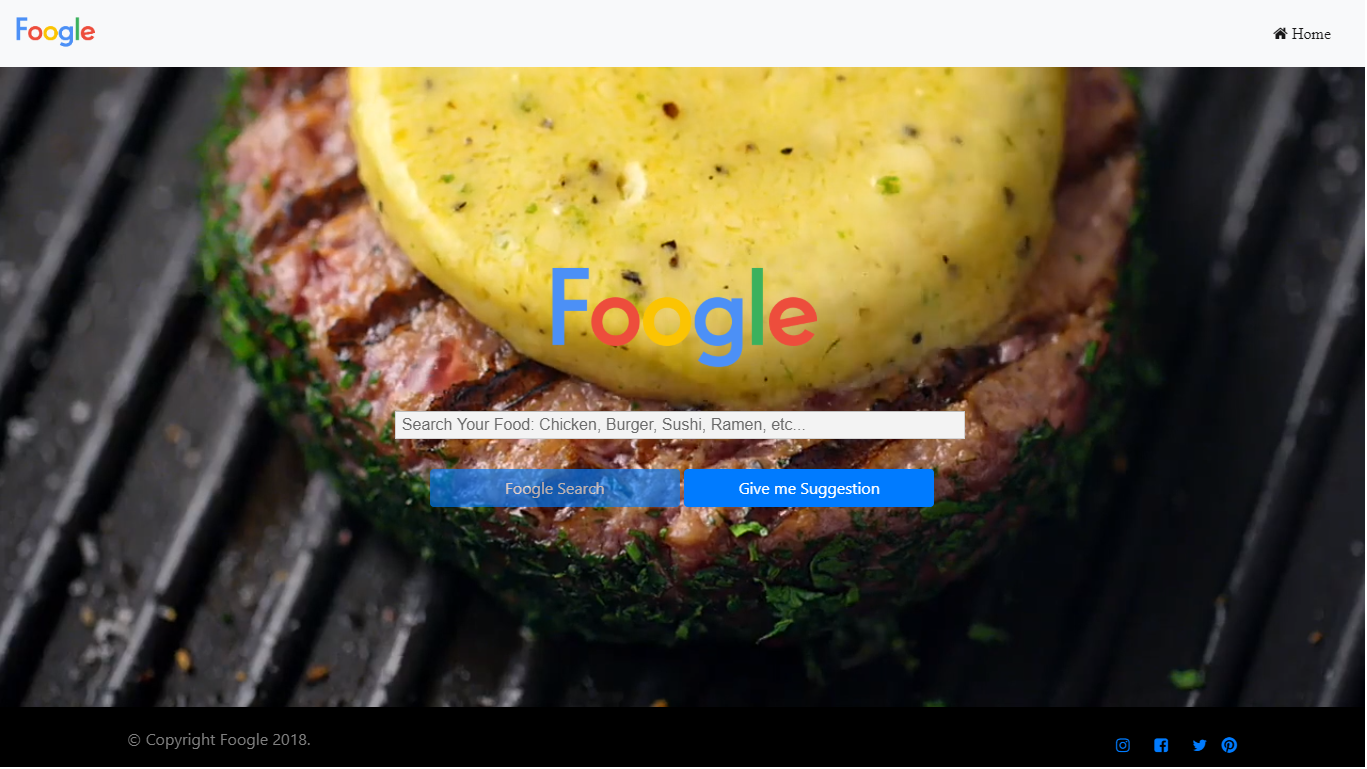 Foogle
Home
Foogle
Search Your Food: Chicken, Burger, Sushi, Ramen, etc...
Foogle Search
Give me Suggestion
© Copyright Foogle 2018.